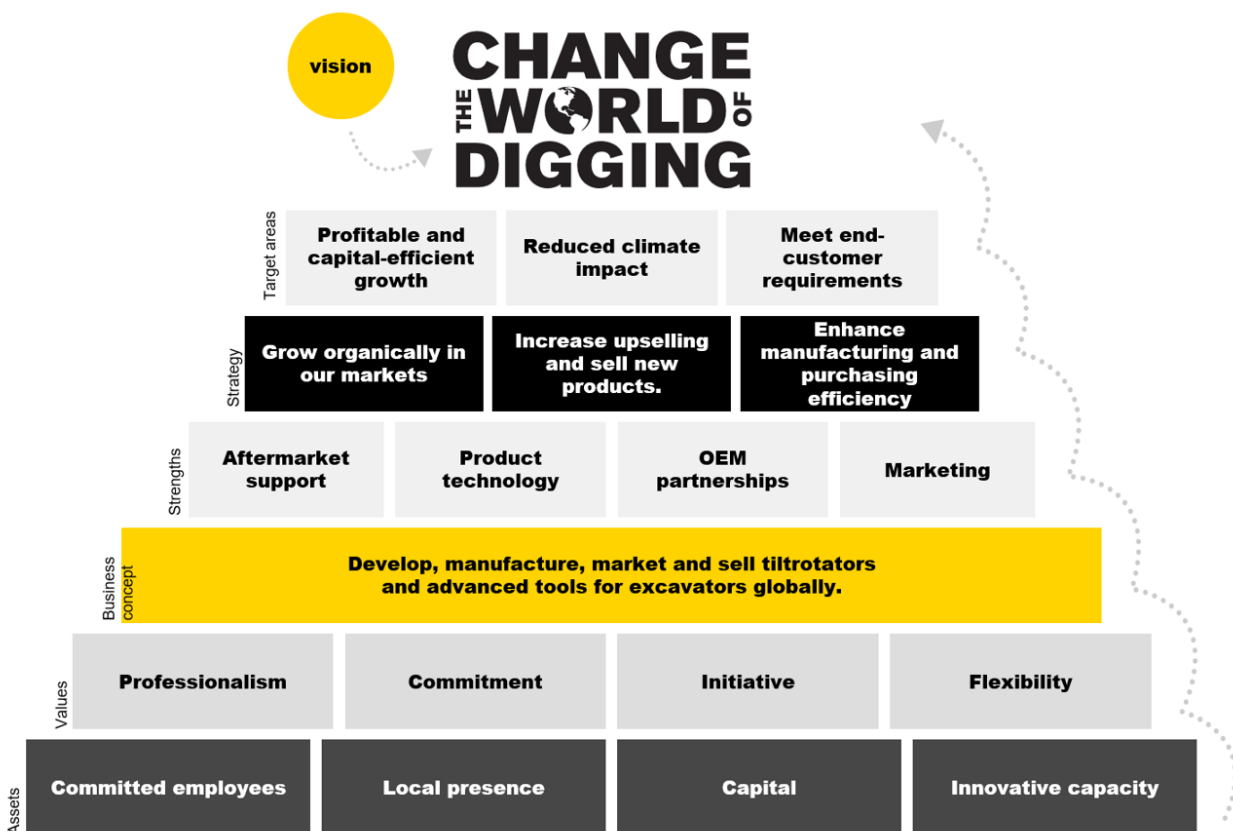 vision
CHANGE
THE WORLD OF
DIGGING
Target areas
Profitable and
capital-efficient
growth
Reduced climate
impact
Meet end-
customer
requirements
Strategy
Grow organically in
our markets
Increase upselling
and sell new
products.
Enhance
manufacturing and
purchasing
efficiency
Strengths
Aftermarket
support
Product
technology
OEM
partnerships
Marketing
Business
concept
Develop, manufacture, market and sell tiltrotators
and advanced tools for excavators globally.
Values
Professionalism
Commitment
Initiative
Flexibility
Assets
Committed employees
Local presence
Capital
Innovative capacity